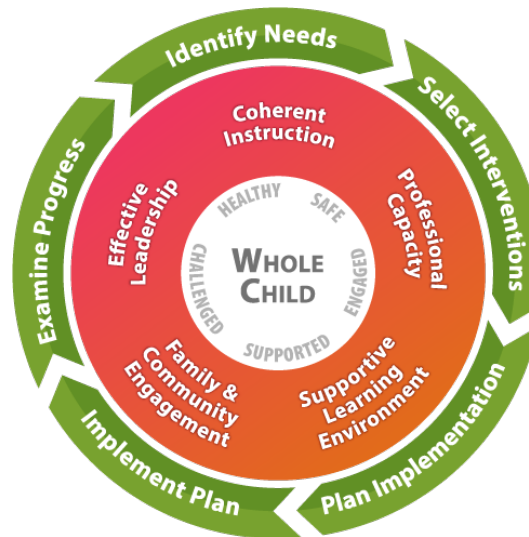 Identify Needs
Select Interventions
Plan Implementation
Implement Plan
Examine Progress
Coherent
Instruction
Professional
Capacity
Supportive
Learning
Environment
Family &
Community
Engagement
Effective
Leadership
HEALTHY
SAFE
ENGAGED
SUPPORTED
CHALLENGED
WHOLE
CHILD